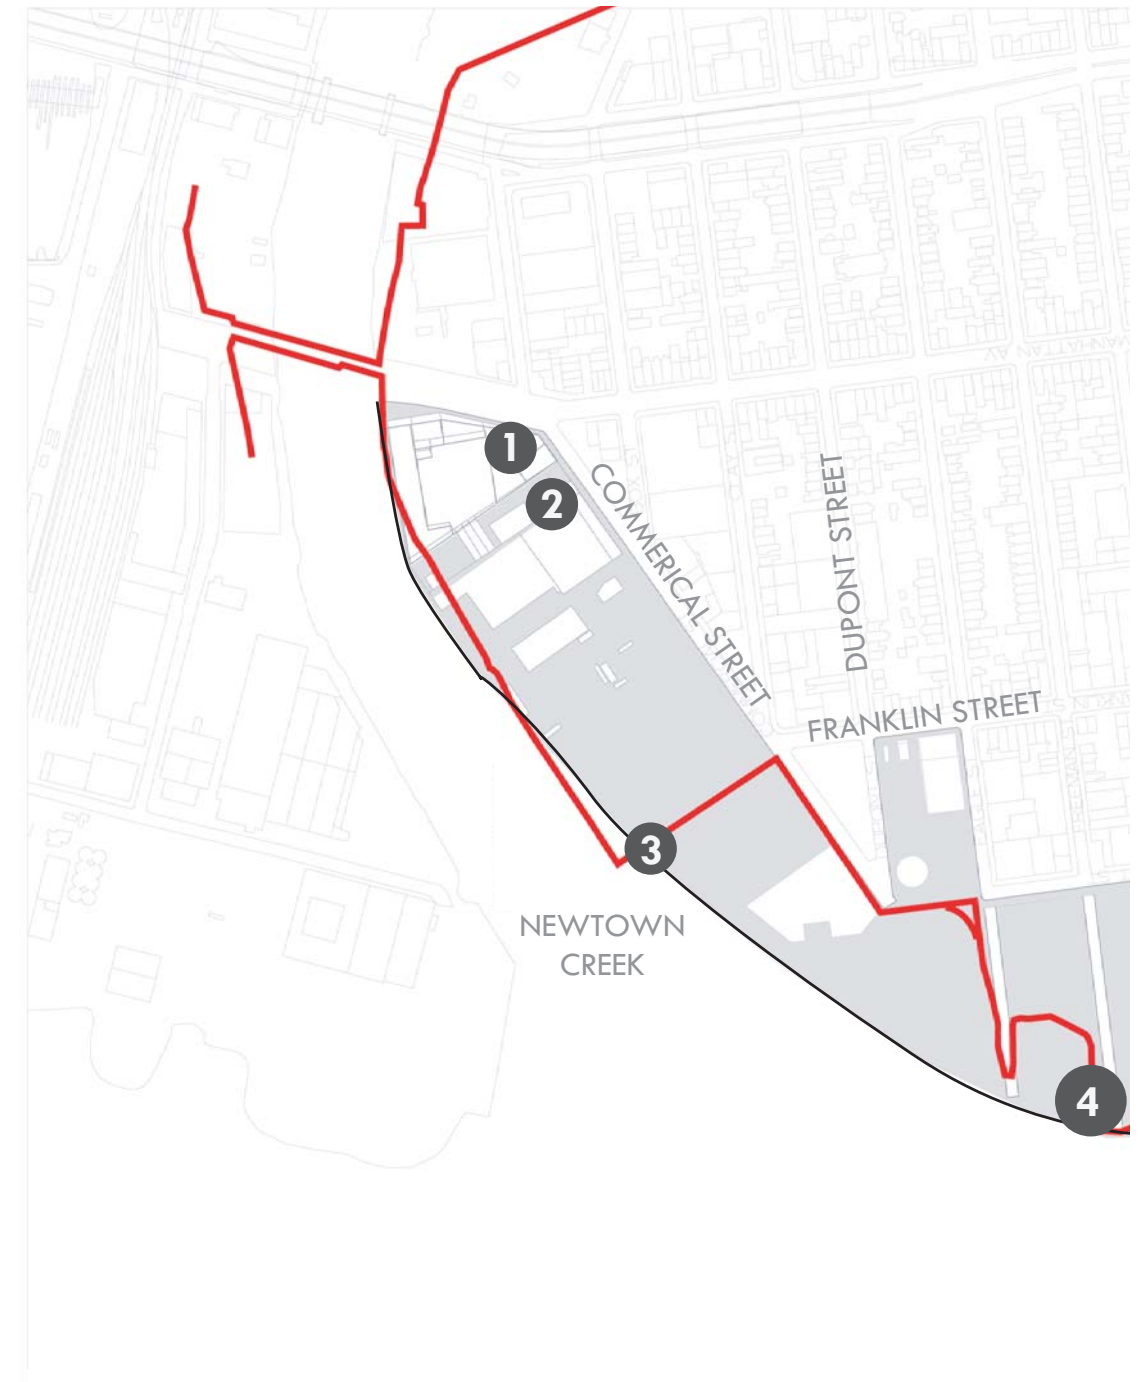 1
2
COMMERICAL STREET
DUPONT STREET
FRANKLIN STREET
3
NEWTOWN
CREEK
4